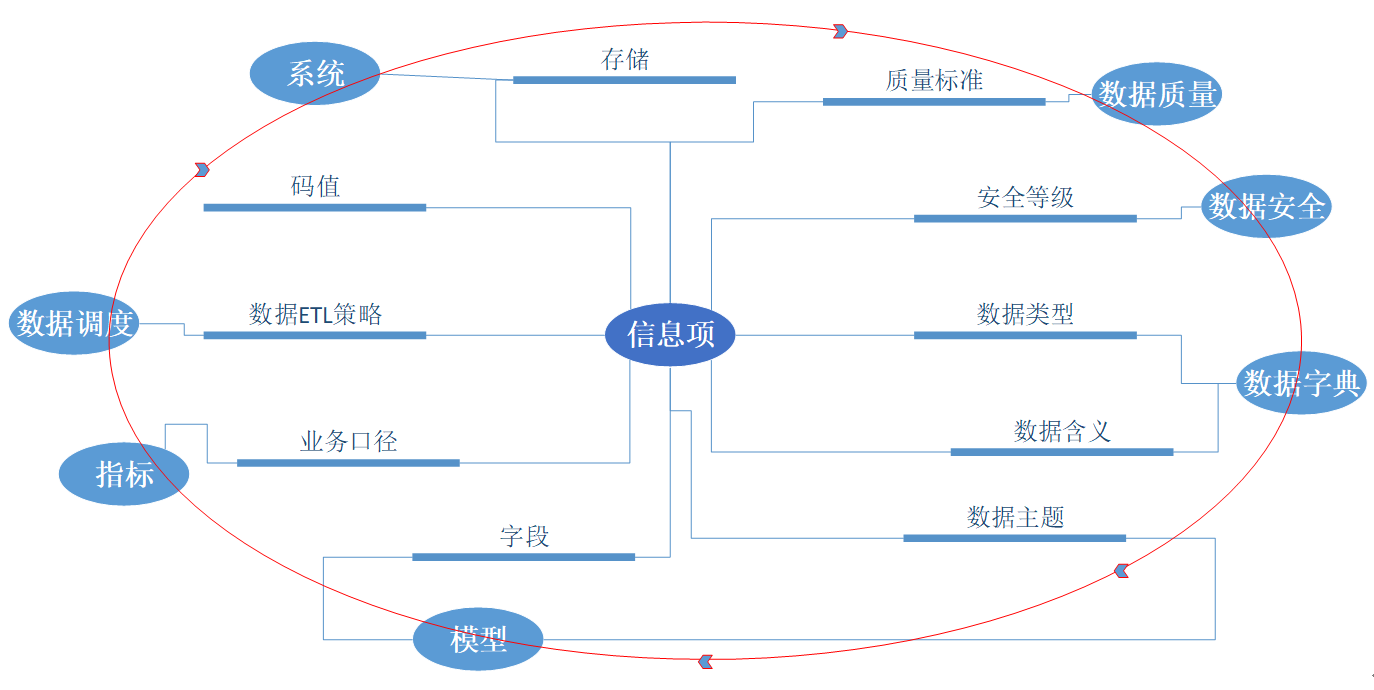 存储
系统
质量标准
数据质量
码值
安全等级
数据安全
数据ETL策略
数据类型
数据调度
信息项
数据字典
业务口径
数据含义
指标
数据主题
字段
模型